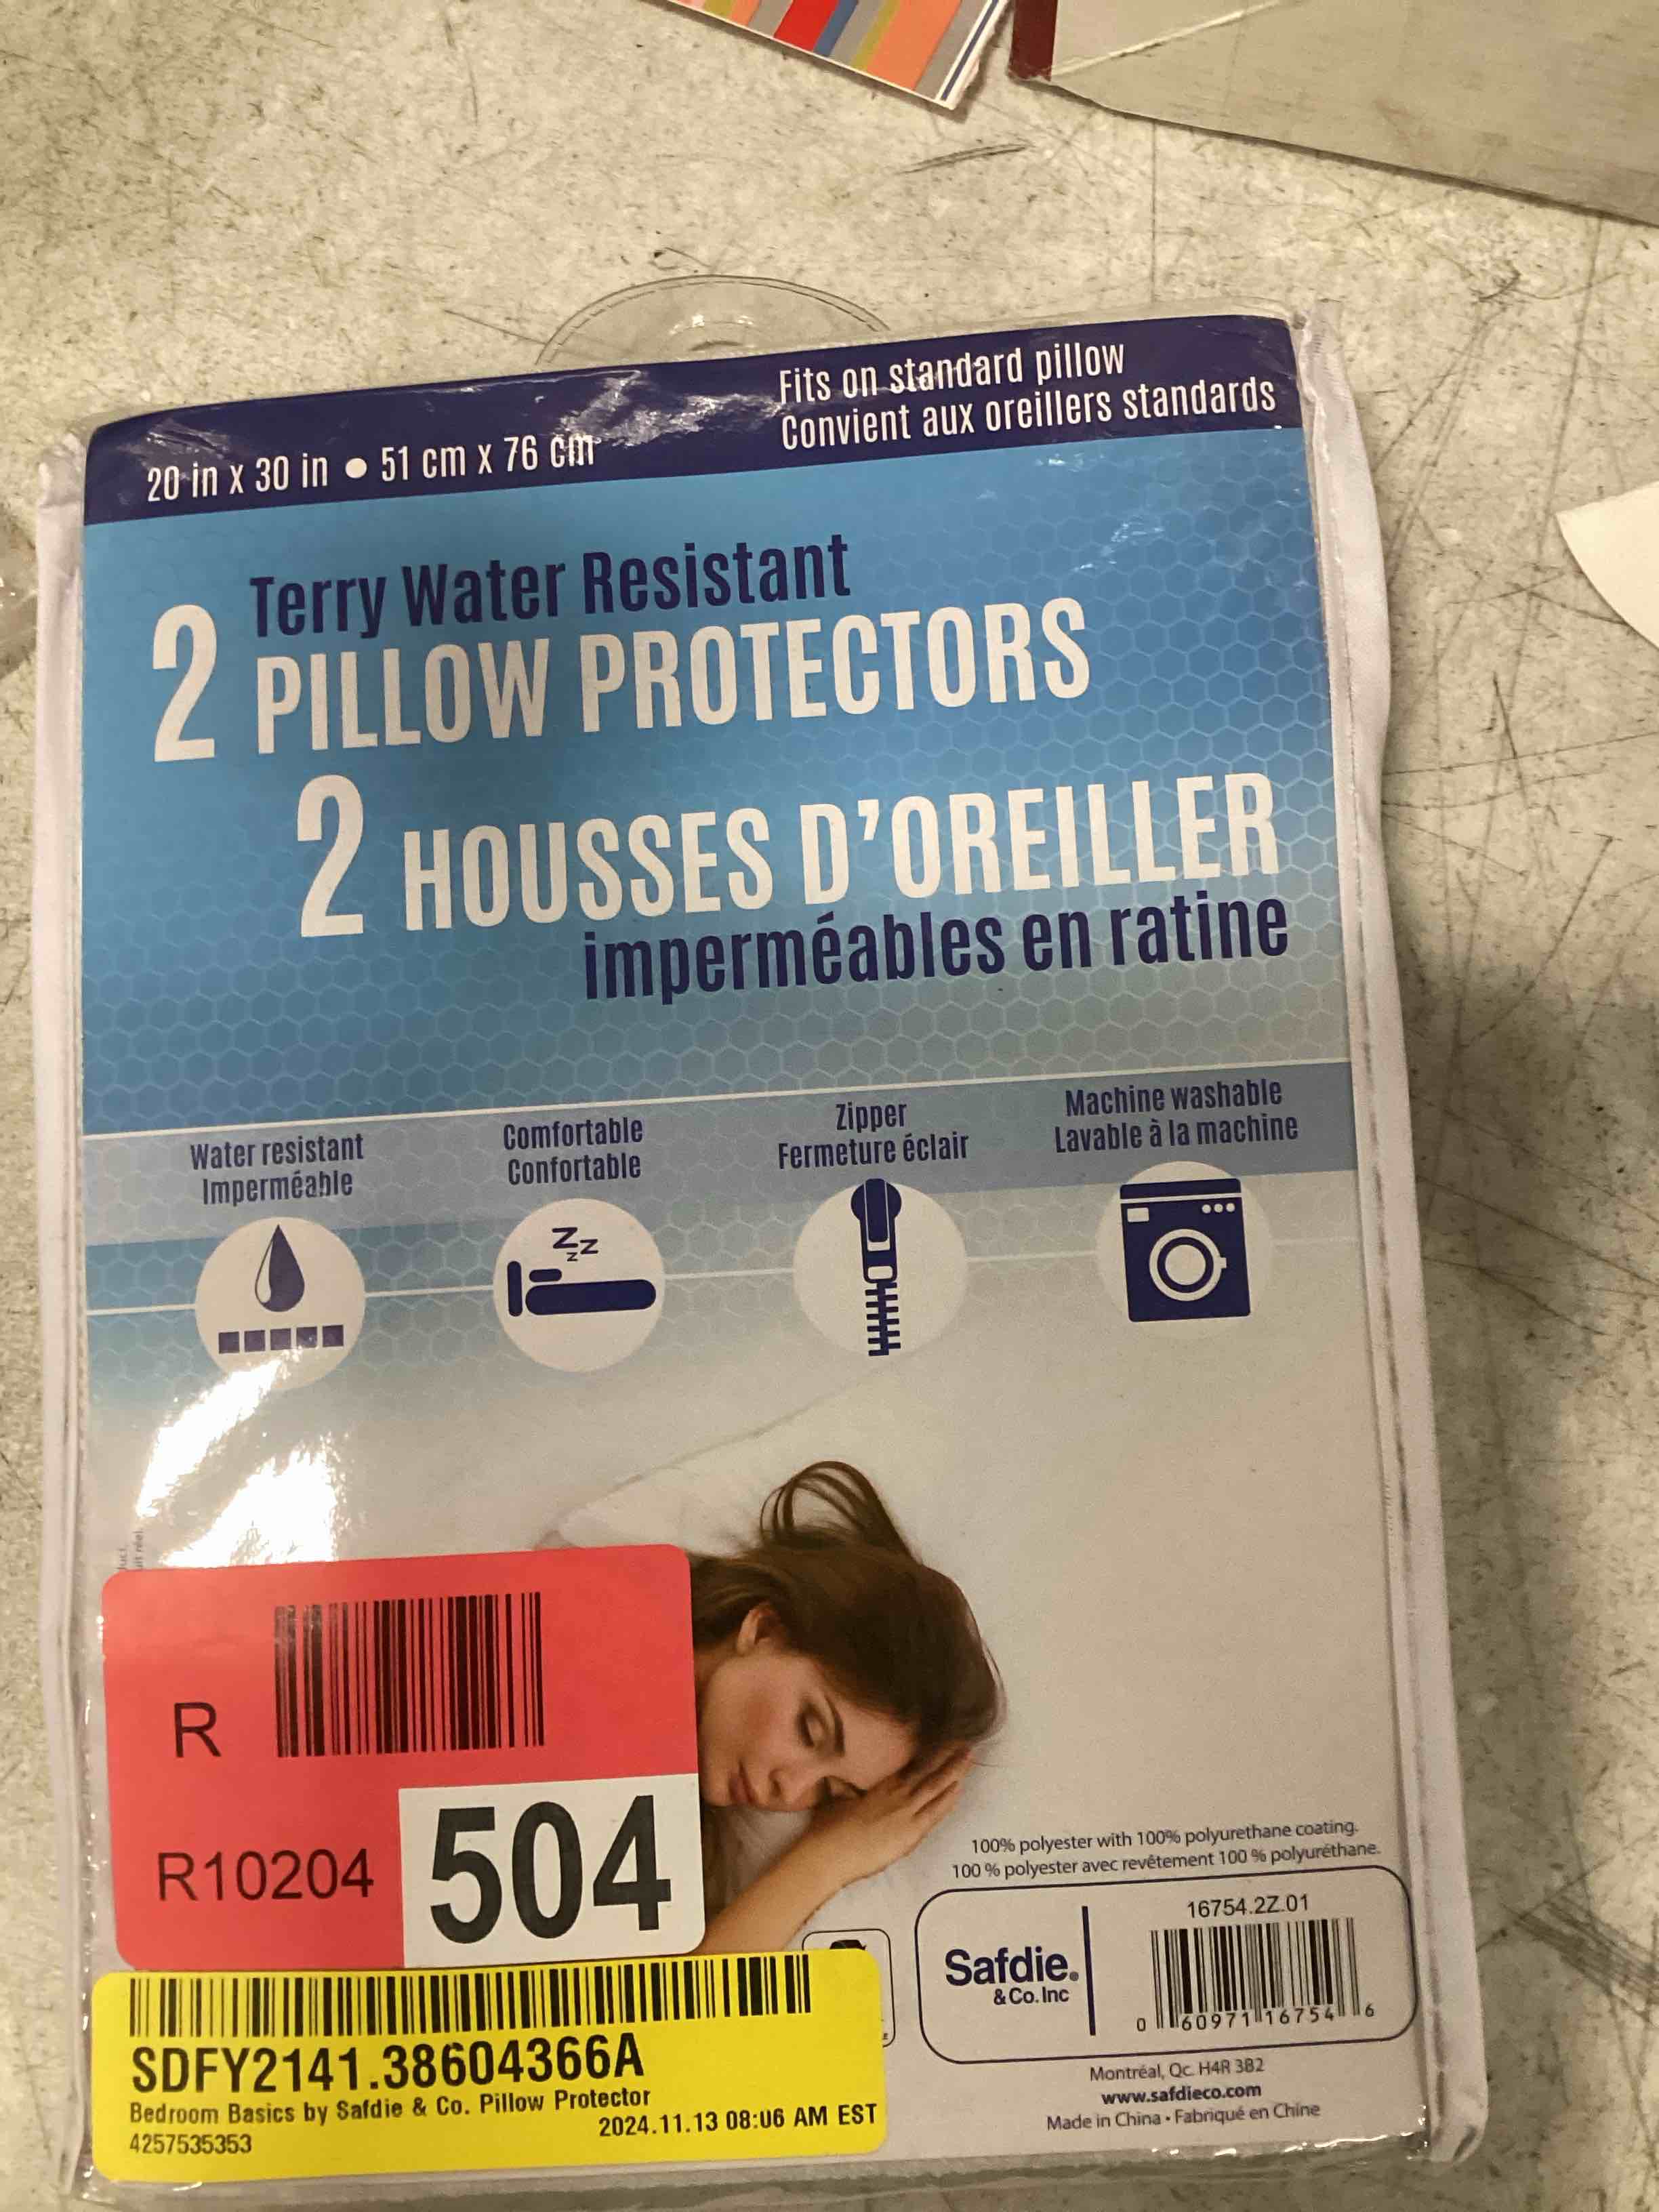 20 in x 30 in ● 51 cm x 76 cm
Fits on standard pillow
Convient aux oreillers standards
Terry Water Resistant
2 PILLOW PROTECTORS
2 HOUSSES D'OREILLER
imperméables en ratine
Water resistant
Imperméable
Comfortable
Confortable
Zipper
Fermeture éclair
Machine washable
Lavable à la machine
zzz
R
R10204
504
100% polyester with 100% polyurethane coating.
100 % polyester avec revêtement 100 % polyuréthane.
Safdie.
& Co. Inc
16754.2Z.01
0 60971 16754 6
Montréal, Qc. H4R 3B2
www.safdieco.com
Made in China • Fabriqué en Chine
SDFY2141.38604366A
Bedroom Basics by Safdie & Co. Pillow Protector
2024.11.13 08:06 AM EST
4257535353